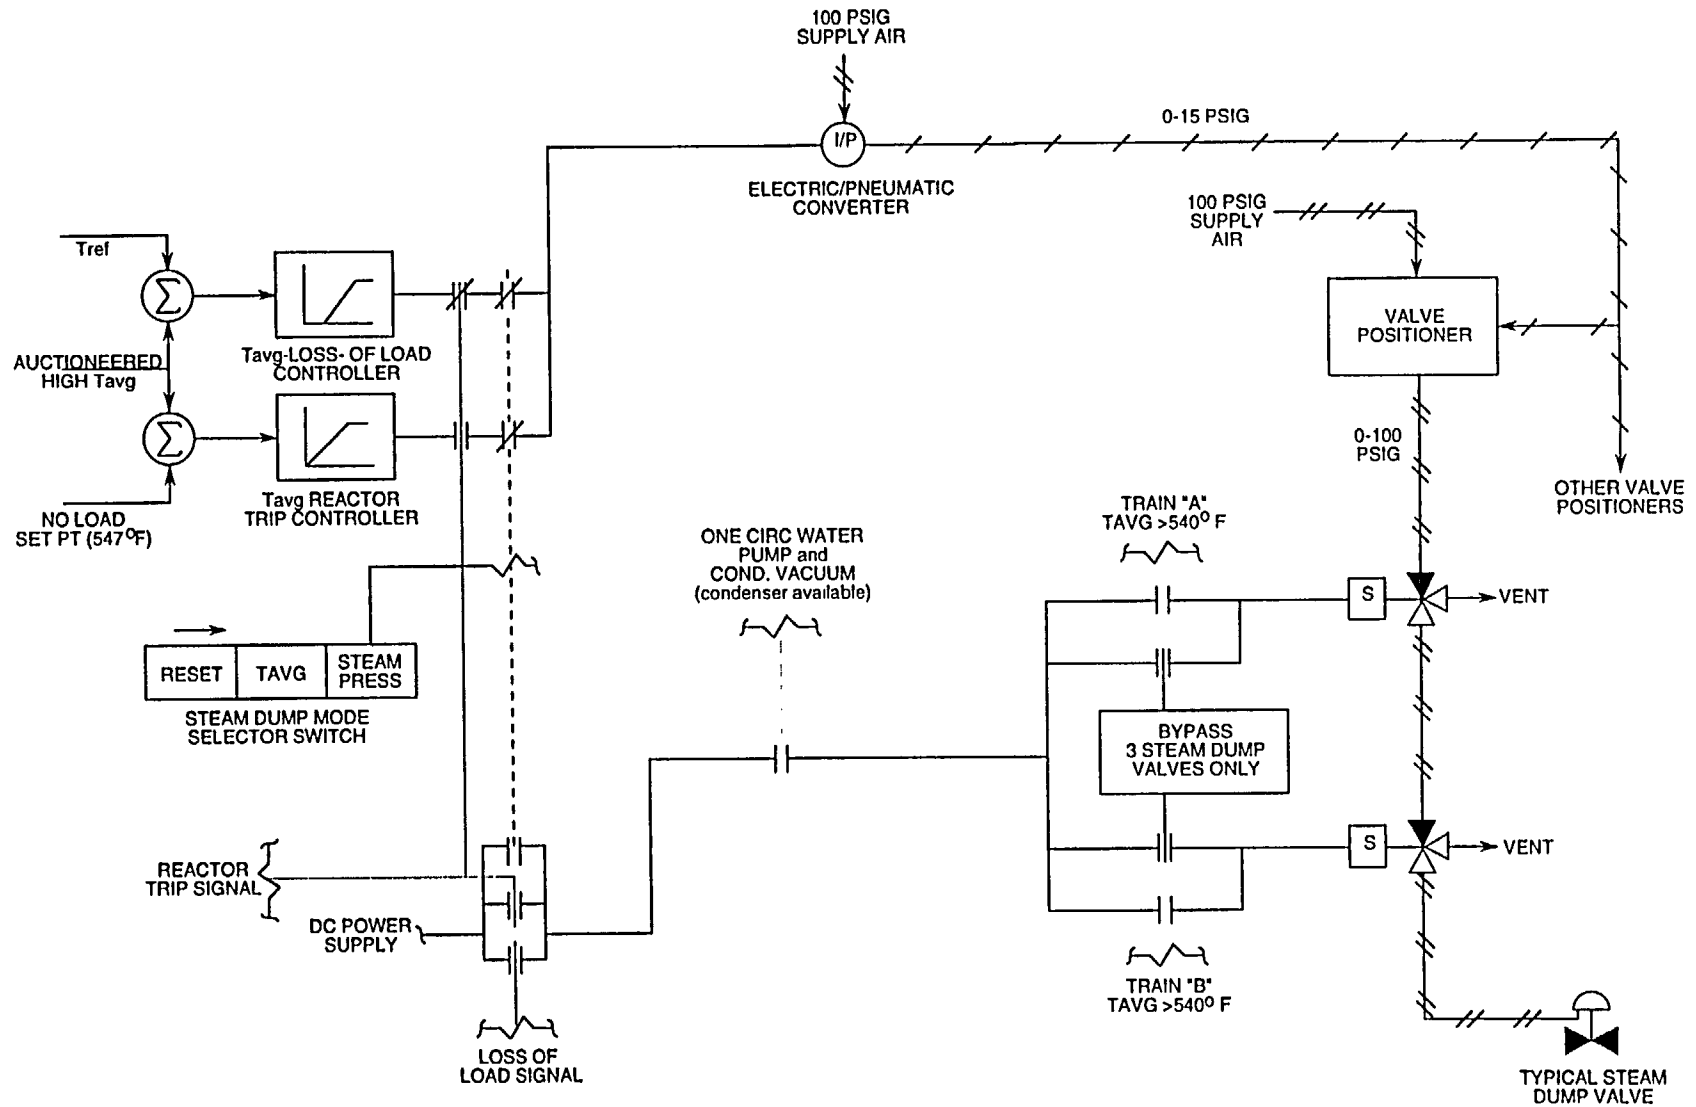 100 PSIG
SUPPLY AIR
I/P
0-15 PSIG
ELECTRIC/PNEUMATIC
CONVERTER
100 PSIG
SUPPLY
AIR
Tref
Σ
VALVE
POSITIONER
AUCTIONEERED
HIGH Tavg
Tavg-LOSS- OF LOAD
CONTROLLER
Σ
0-100
PSIG
NO LOAD
SET PT (547°F)
Tavg REACTOR
TRIP CONTROLLER
OTHER VALVE
POSITIONERS
TRAIN "A"
TAVG >540° F
ONE CIRC WATER
PUMP and
COND. VACUUM
(condenser available)
S
VENT
RESET
TAVG
STEAM
PRESS
STEAM DUMP MODE
SELECTOR SWITCH
BYPASS
3 STEAM DUMP
VALVES ONLY
S
VENT
REACTOR
TRIP SIGNAL
DC POWER
SUPPLY
TRAIN "B"
TAVG >540° F
LOSS OF
LOAD SIGNAL
TYPICAL STEAM
DUMP VALVE